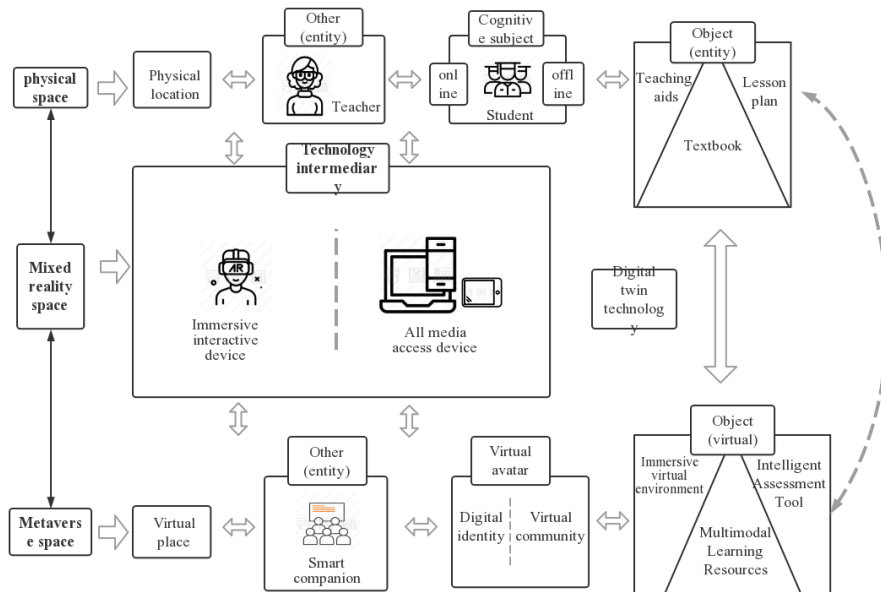 Other
(entity)
Cognitiv
e subject
Object
(entity)
physical
space
Physical
location
Teacher
onl
ine
offl
ine
Student
Teaching
aids
Lesson
plan
Textbook
Technology
intermediar
y
Mixed
reality
space
AR
Immersive
interactive
device
All media
access device
Digital
twin
technolog
y
Other
(entity)
Virtual
avatar
Object
(virtual)
Metaver
se space
Virtual
place
Smart
companion
Digital
identity
Virtual
community
Immersive
virtual
environment
Intelligent
Assessment
Tool
Multimodal
Learning
Resources